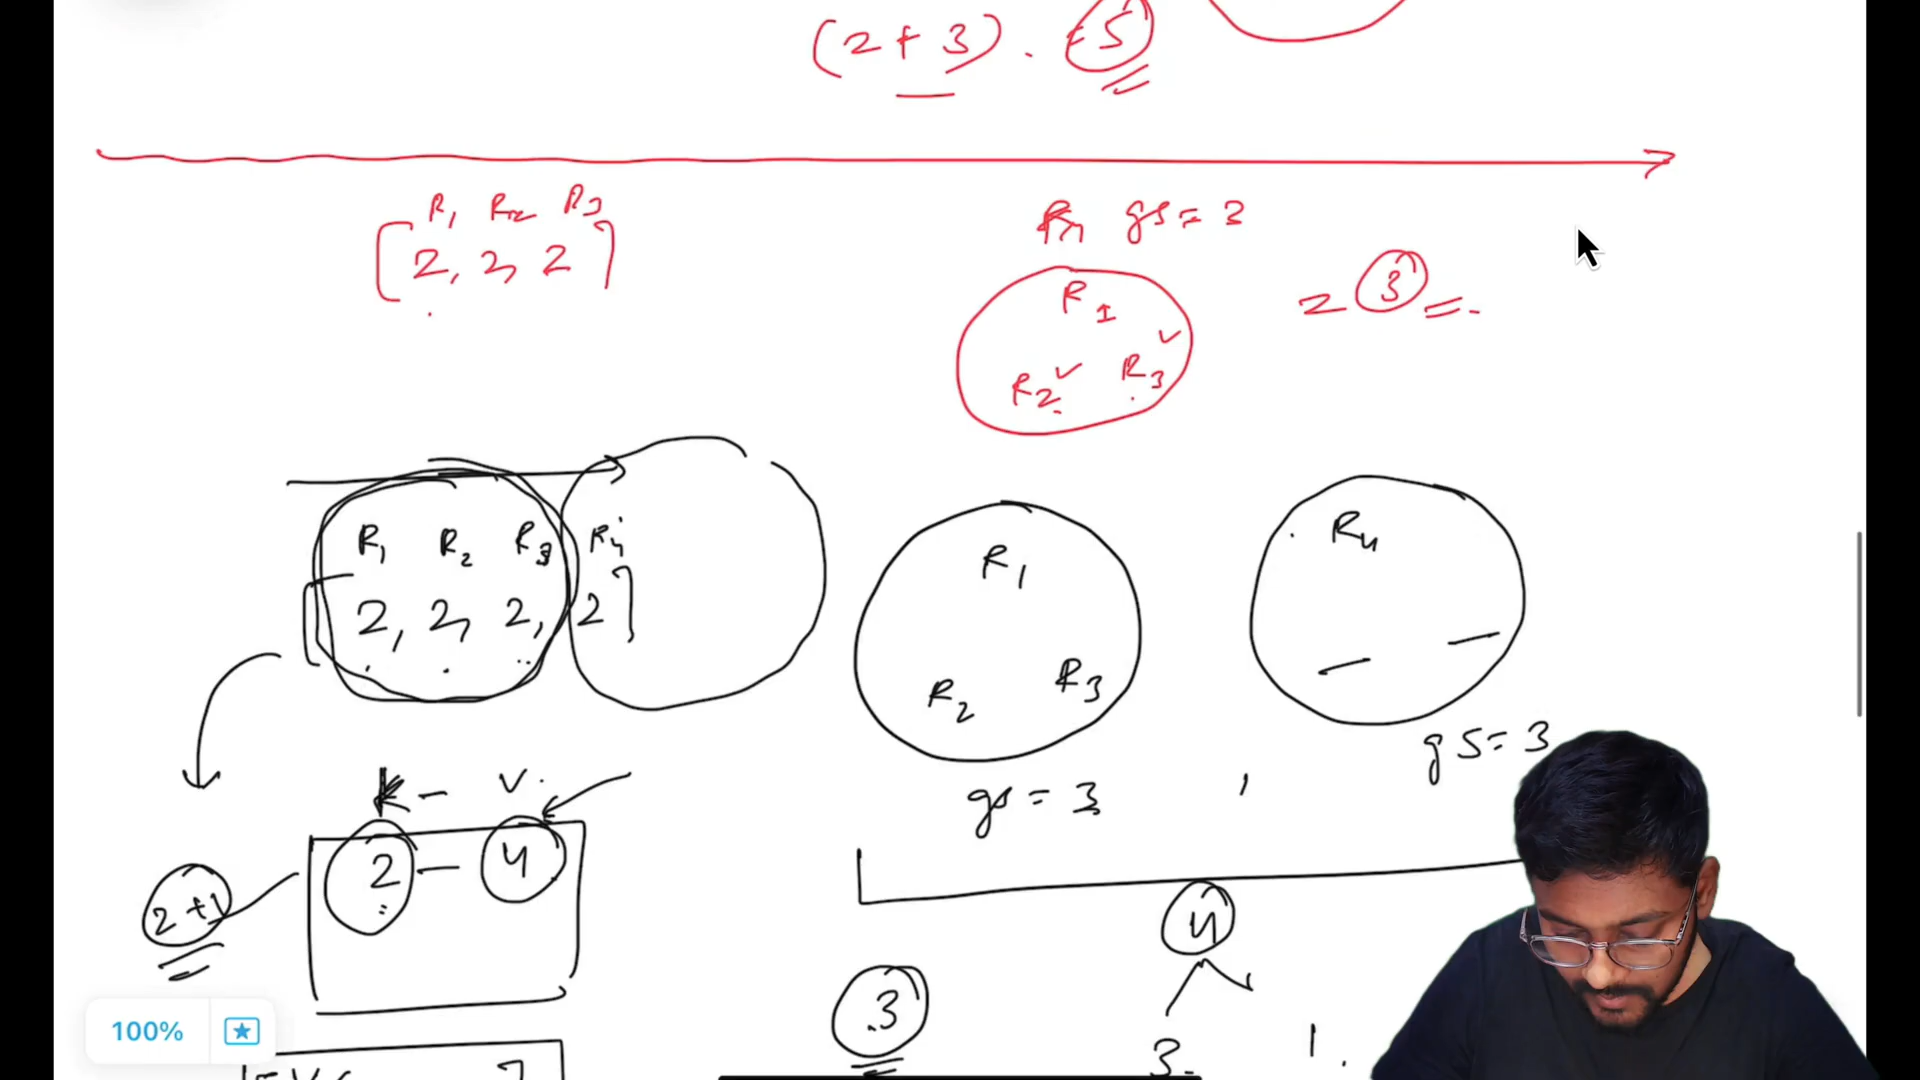 (2+3). 5
R1 R2 R3
[2, 2, 2]
gs = 3
R1
R2 R3
2 3 =
R1 R2 R3 R4
[2, 2, 2, 2]
R1
R2 R3
gs = 3 ,
R4
gs = 3
K - V.
2 - 4
2+1
4
3. 1.
.3
100%